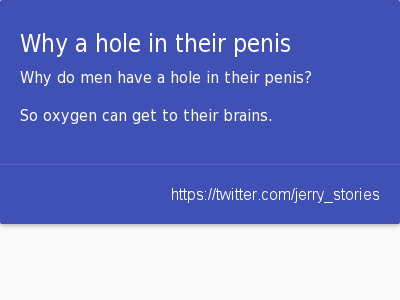 Why a hole in their penis
Why do men have a hole in their penis?
So oxygen can get to their brains.
https://twitter.com/jerry_stories